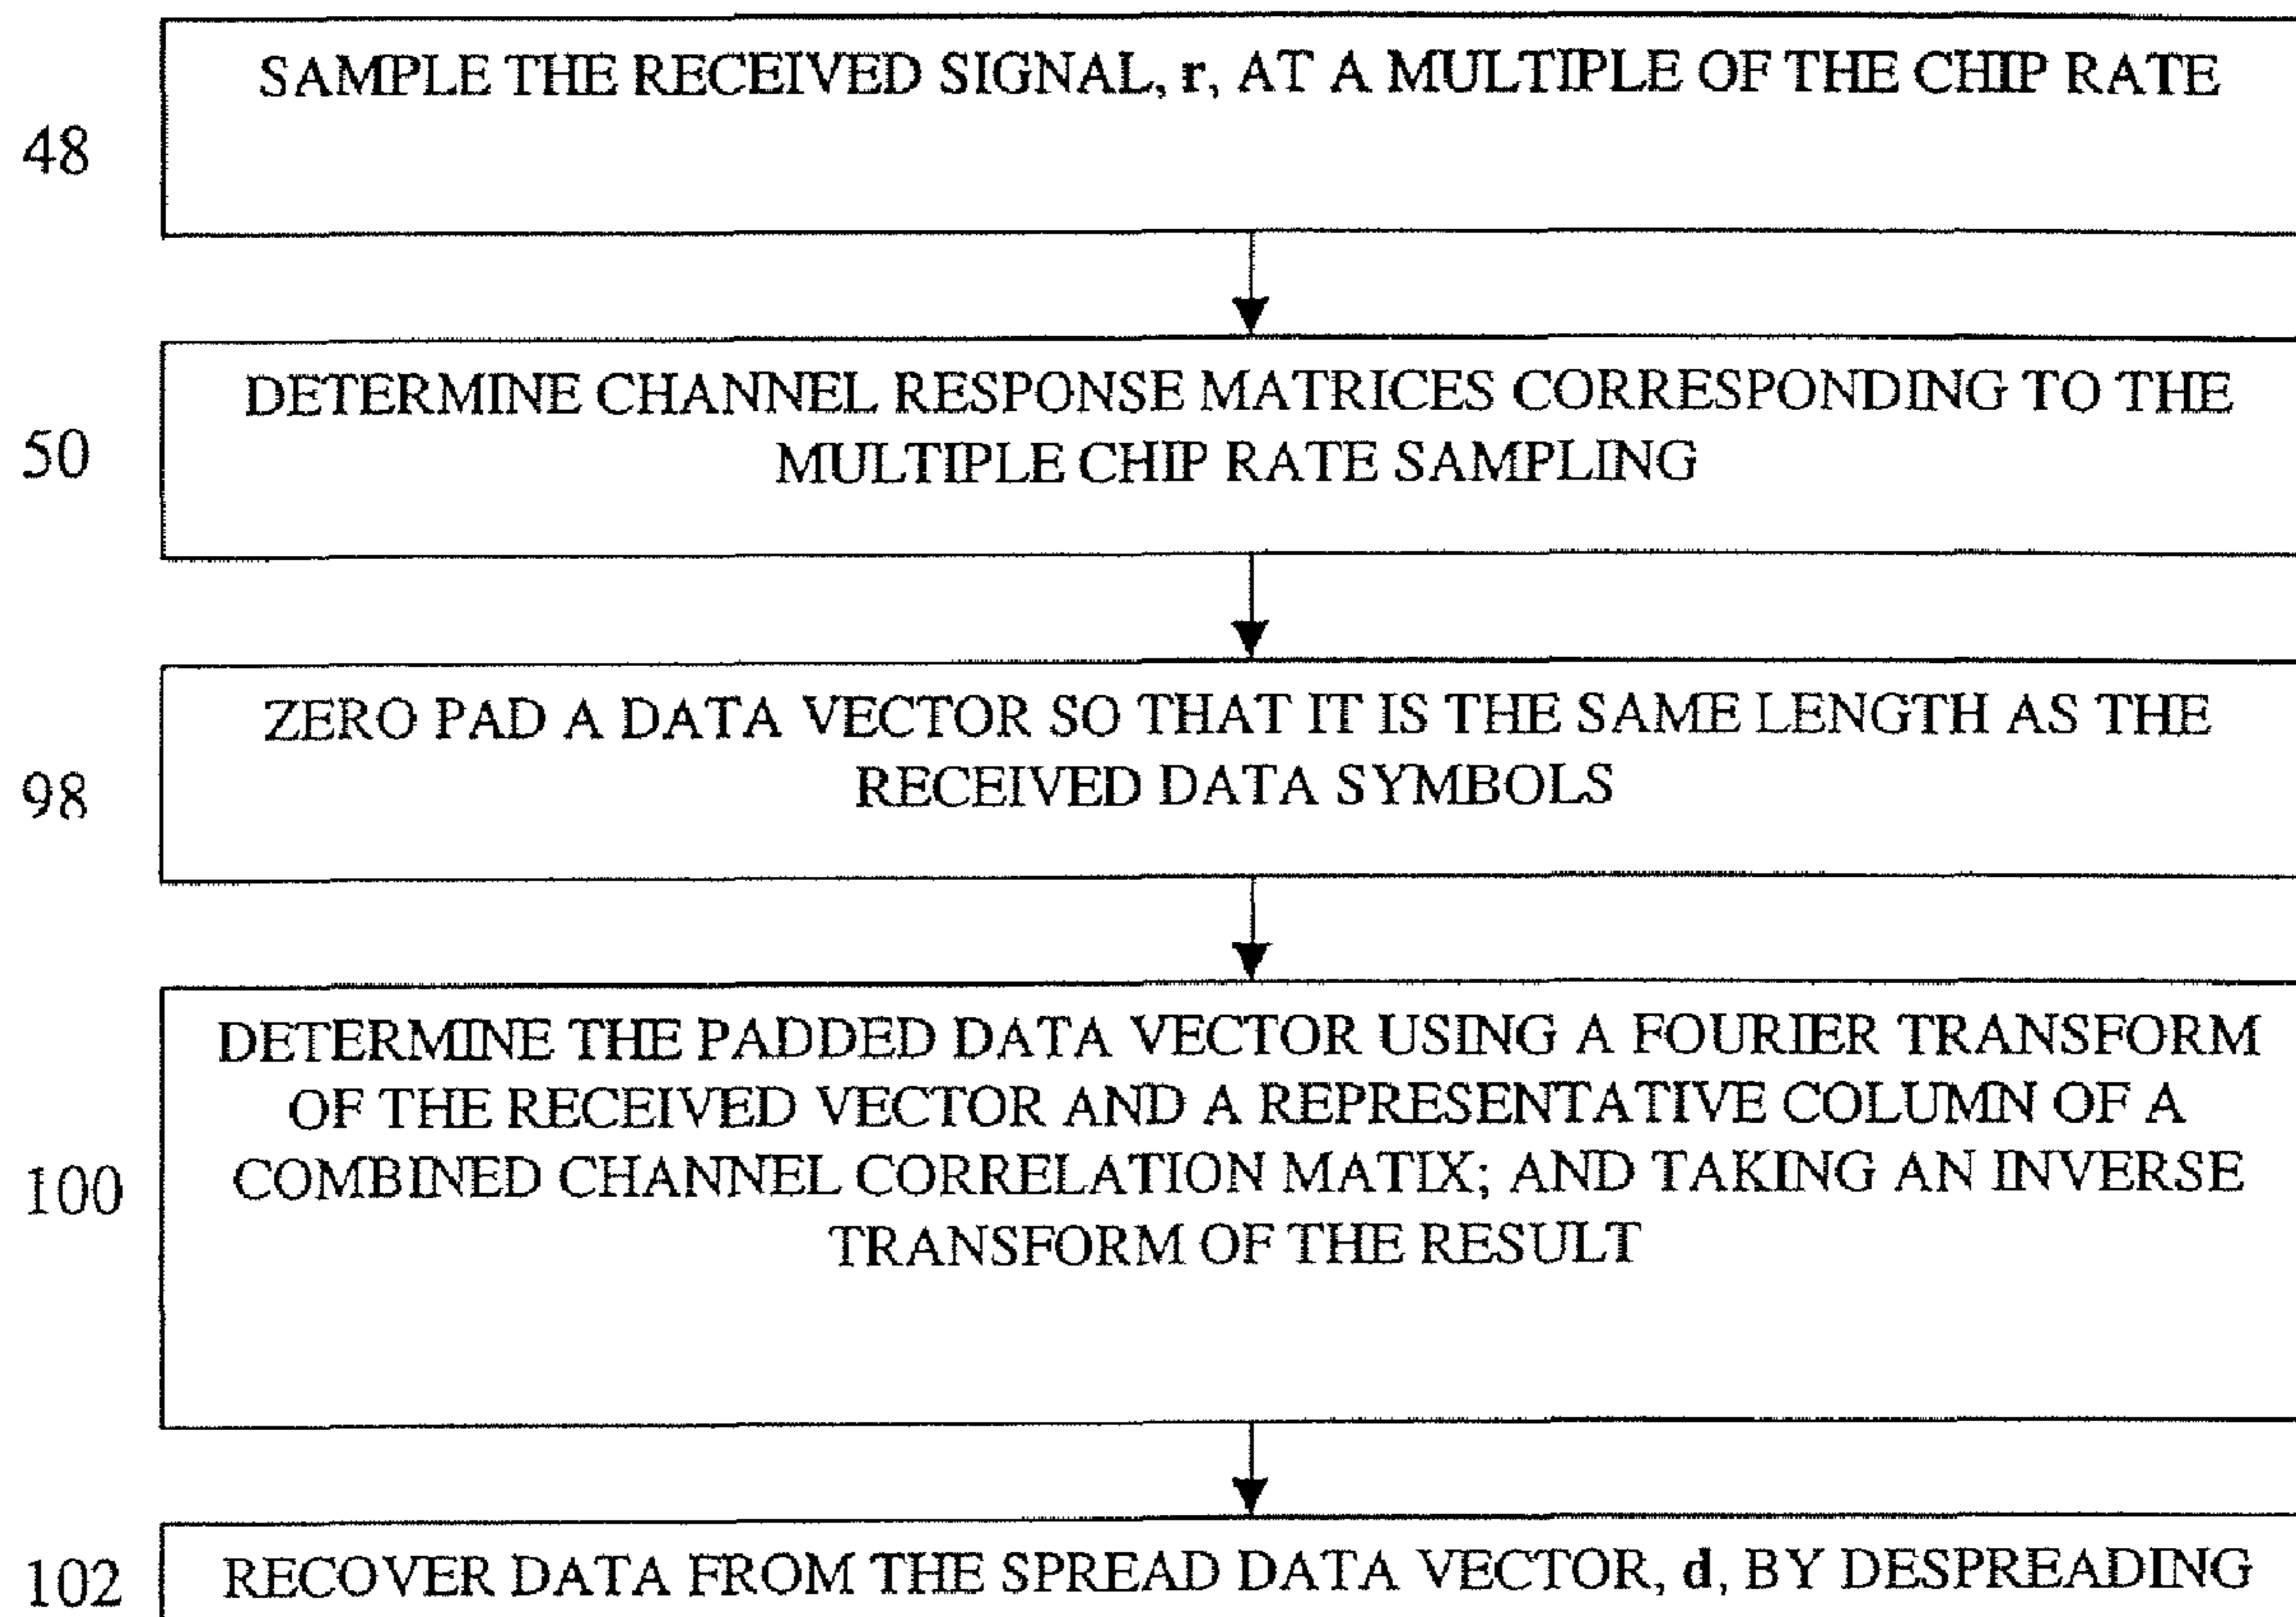 SAMPLE THE RECEIVED SIGNAL, r, AT A MULTIPLE OF THE CHIP RATE
48
DETERMINE CHANNEL RESPONSE MATRICES CORRESPONDING TO THE
MULTIPLE CHIP RATE SAMPLING
50
ZERO PAD A DATA VECTOR SO THAT IT IS THE SAME LENGTH AS THE
RECEIVED DATA SYMBOLS
98
DETERMINE THE PADDED DATA VECTOR USING A FOURIER TRANSFORM
OF THE RECEIVED VECTOR AND A REPRESENTATIVE COLUMN OF A
COMBINED CHANNEL CORRELATION MATIX; AND TAKING AN INVERSE
TRANSFORM OF THE RESULT
100
RECOVER DATA FROM THE SPREAD DATA VECTOR, d, BY DESPREADING
102